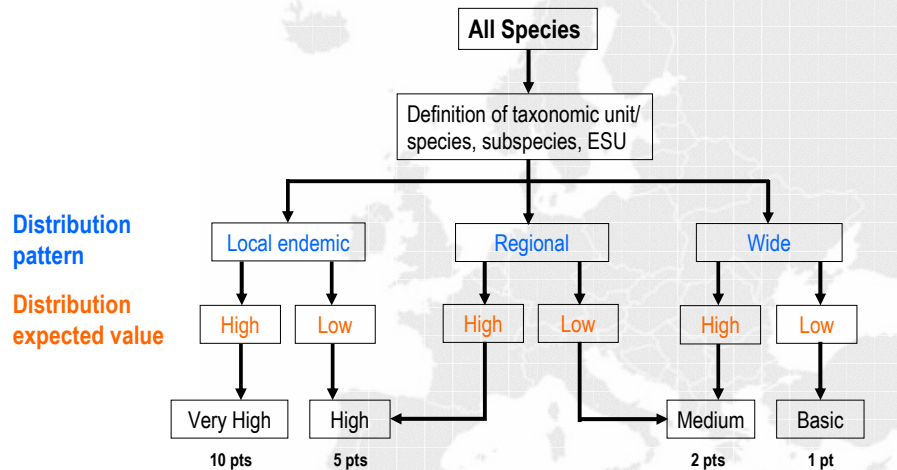 All Species
Definition of taxonomic unit/
species, subspecies, ESU
Distribution
pattern
Local endemic
Regional
Wide
Distribution
expected value
High
Low
High
Low
High
Low
Very High
High
Medium
Basic
10 pts
5 pts
2 pts
1 pt